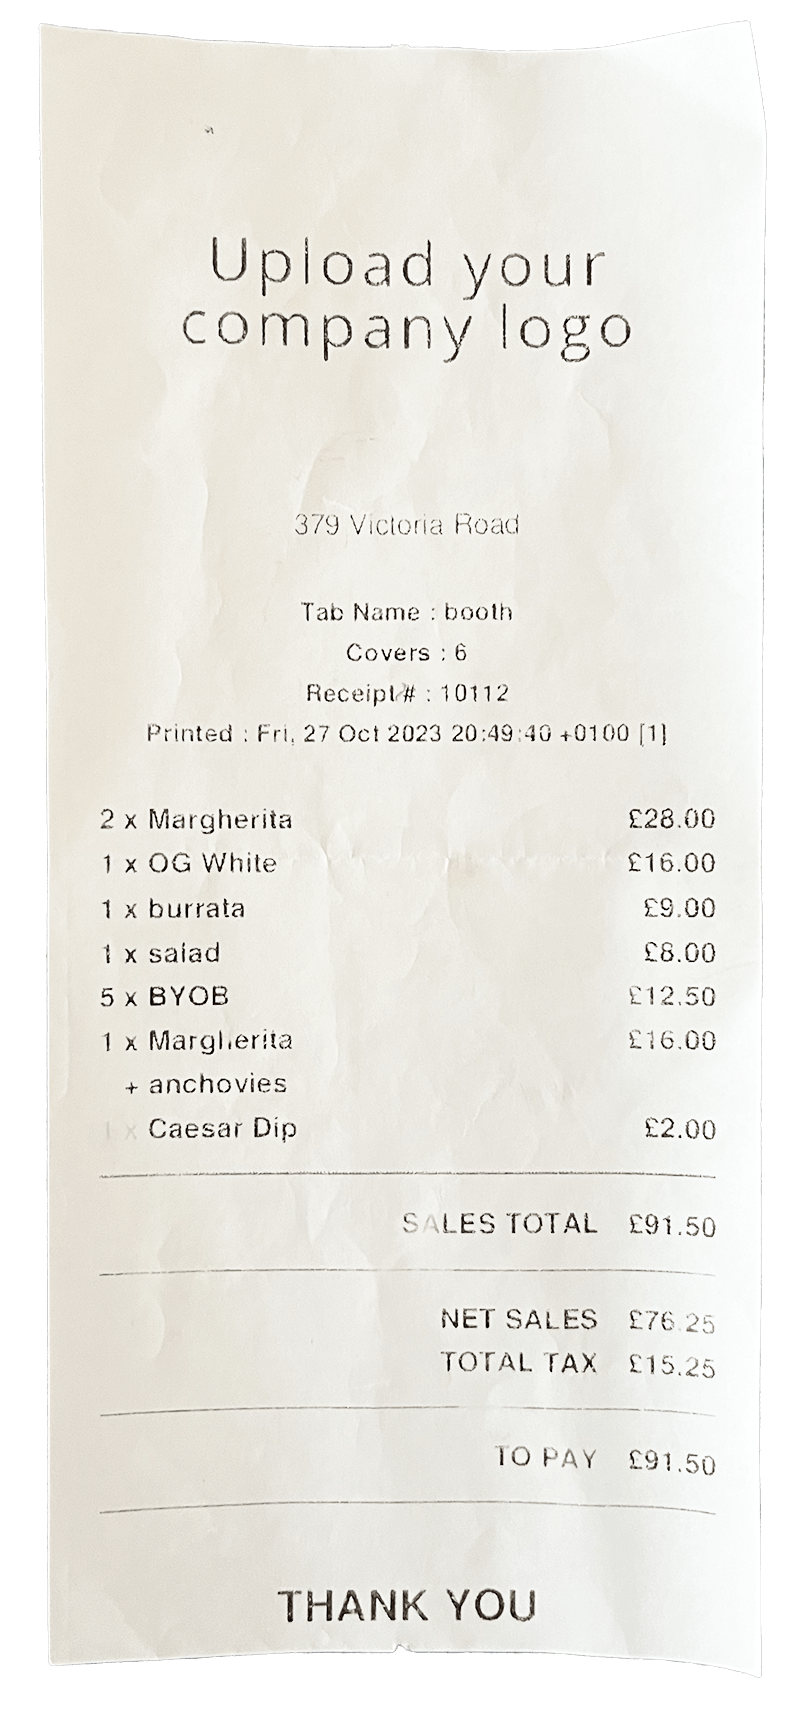 Upload your
company logo
379 Victoria Road
Tab Name : booth
Covers : 6
Receipt# : 10112
Printed : Fri, 27 Oct 2023 20:49:40 +0100 [1]
2 x Margherita £28.00
1 x OG White £16.00
1 x burrata £9.00
1 x salad £8.00
5 x BYOB £12.50
1 x Margherita £16.00
+ anchovies
1 x Caesar Dip £2.00
SALES TOTAL £91.50
NET SALES £76.25
TOTAL TAX £15.25
TO PAY £91.50
THANK YOU